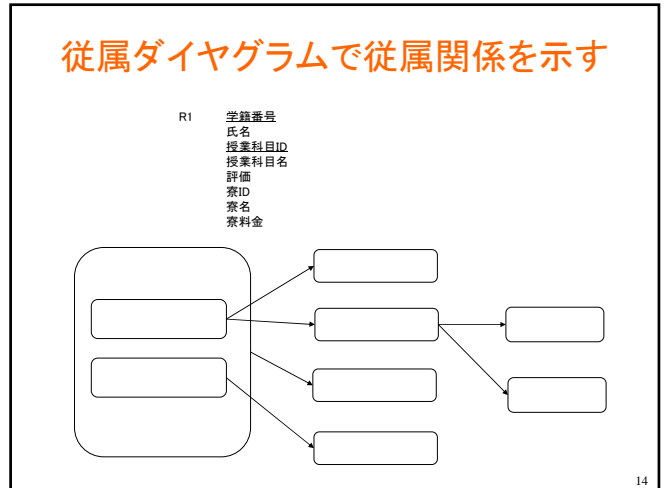 従属ダイヤグラムで従属関係を示す
R1 学籍番号
氏名
授業科目ID
授業科目名
評価
寮ID
寮名
寮料金
14